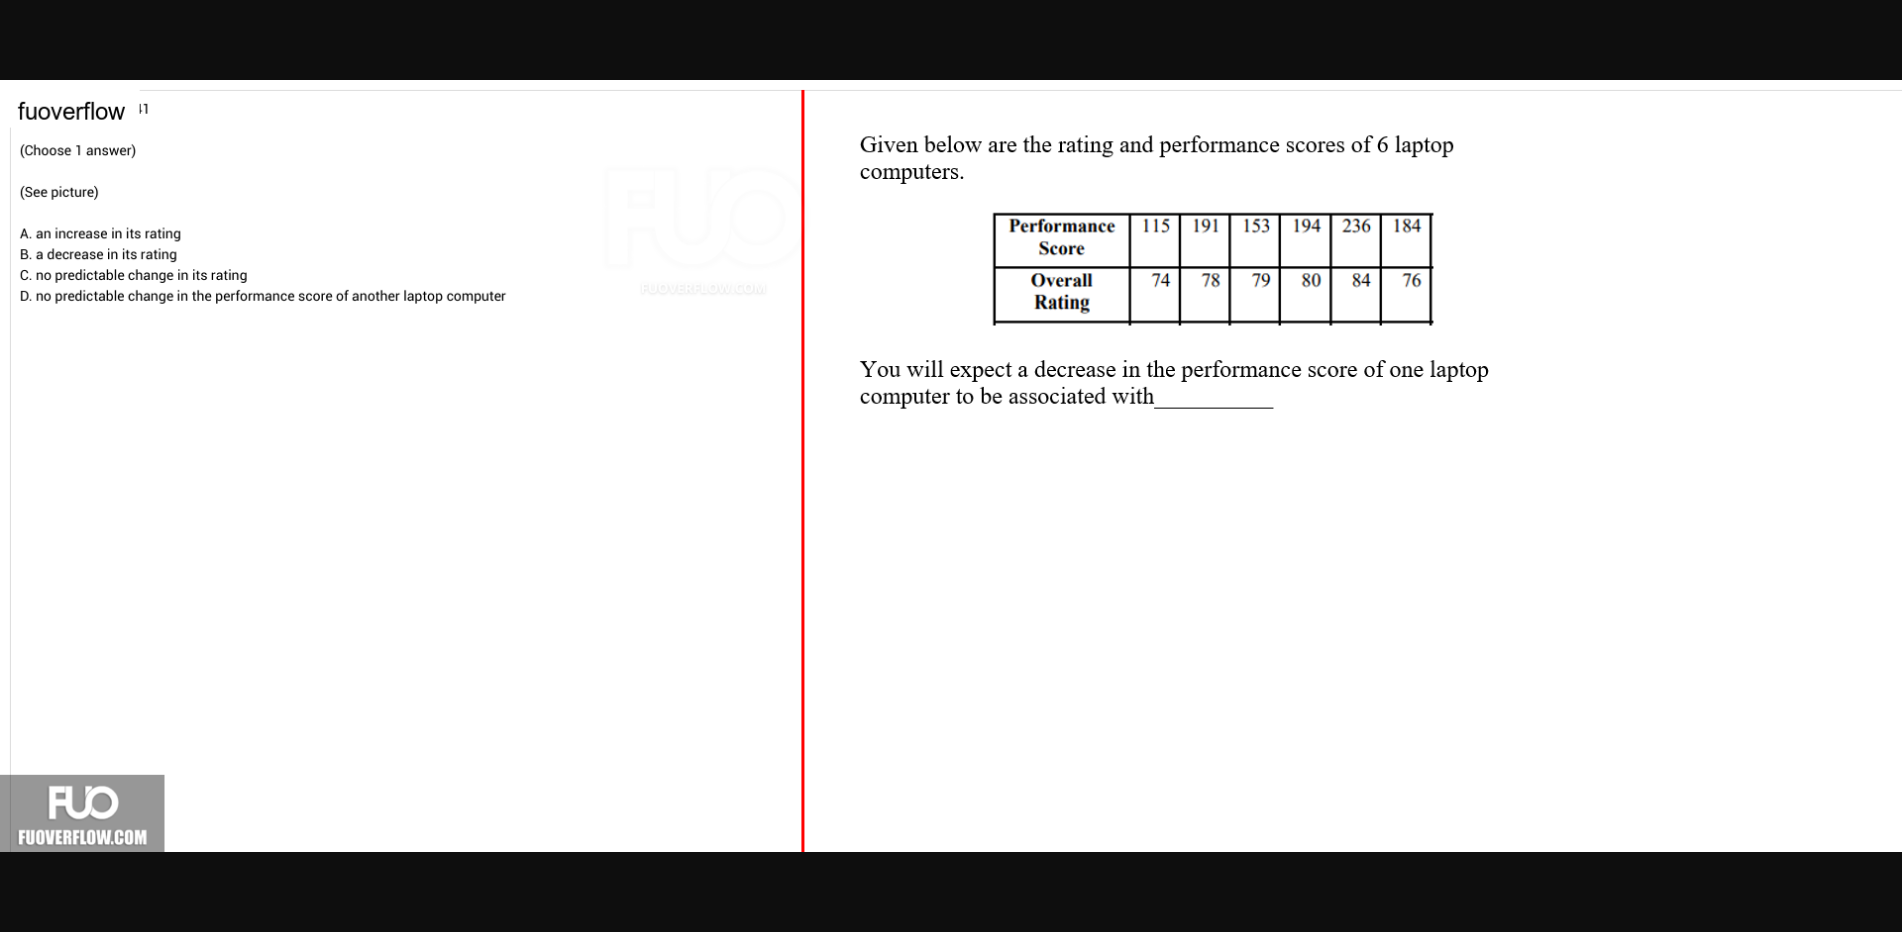 fuoverflow
(Choose 1 answer)
(See picture)
A. an increase in its rating
B. a decrease in its rating
C. no predictable change in its rating
D. no predictable change in the performance score of another laptop computer
FUO
FUOVERFLOW.COM
Given below are the rating and performance scores of 6 laptop
computers.
Performance Score 115 191 153 194 236 184
Overall Rating 74 78 79 80 84 76
You will expect a decrease in the performance score of one laptop
computer to be associated with__________
FUO
FUOVERFLOW.COM